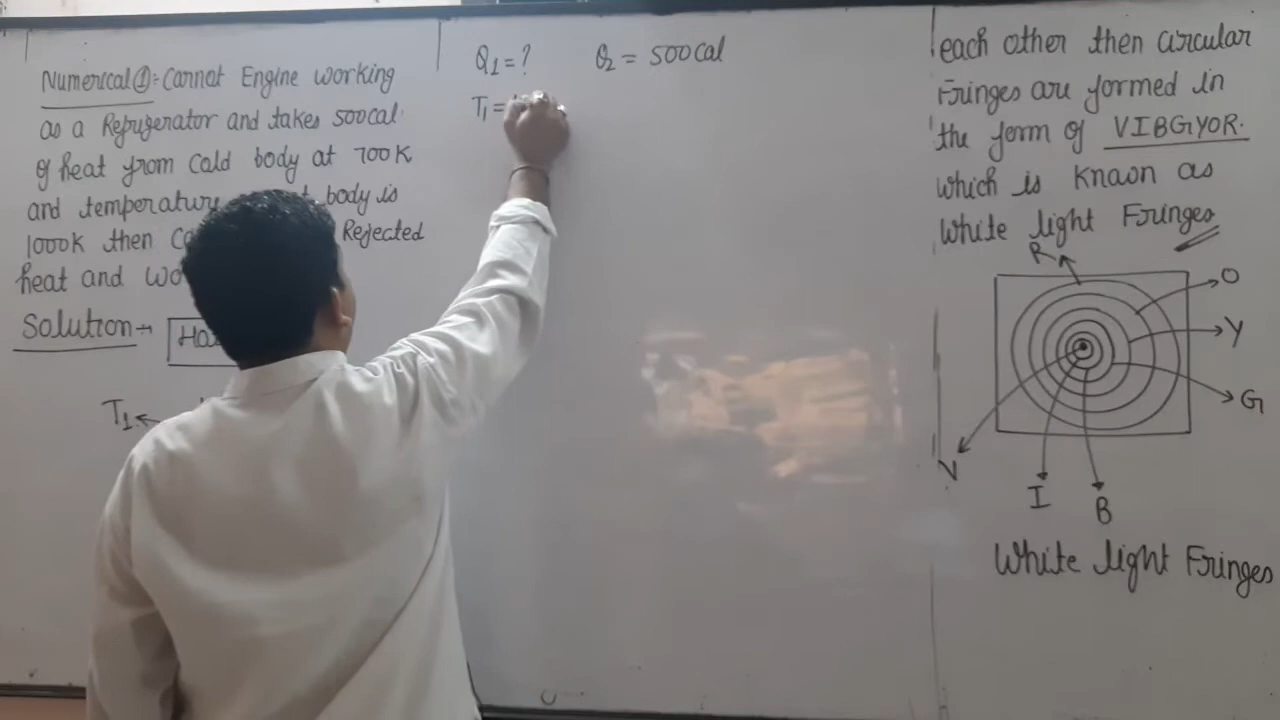 Numerical ①:- Carnot Engine working
as a Refrigerator and takes 500cal
of heat from cold body at 700K
and temperature body is
1000K then Rejected
heat and
Solution →
T1
Q1 = ? Q2 = 500cal
T1 =
each other then circular
Fringes are formed in
the form of VIBGYOR.
which is known as
White light Fringes
R
O
Y
G
V
I
B
White light Fringes